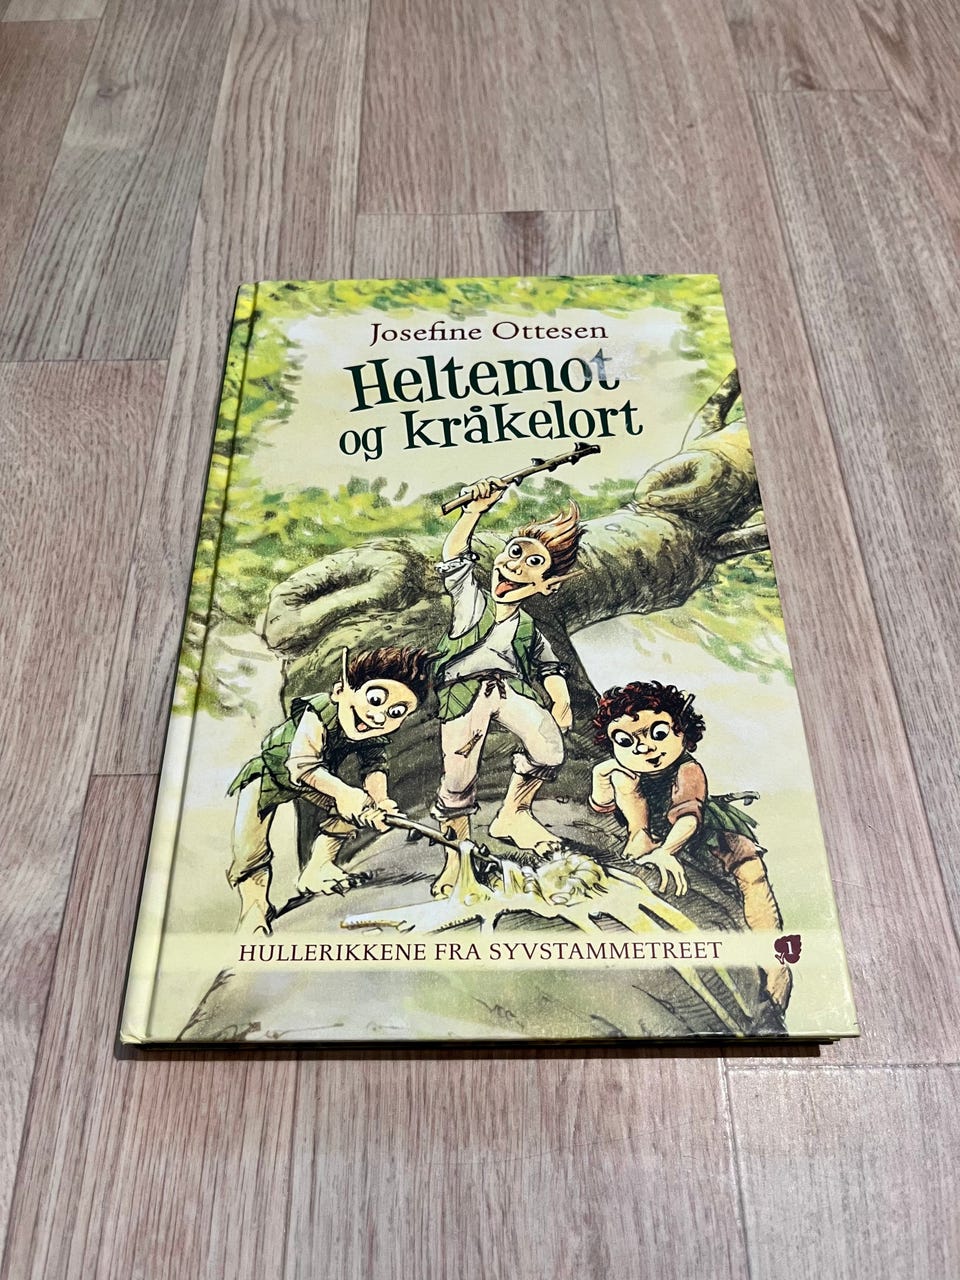 Josefine Ottesen
Heltemot
og kråkelort
HULLERIKKENE FRA SYVSTAMMETREET
1